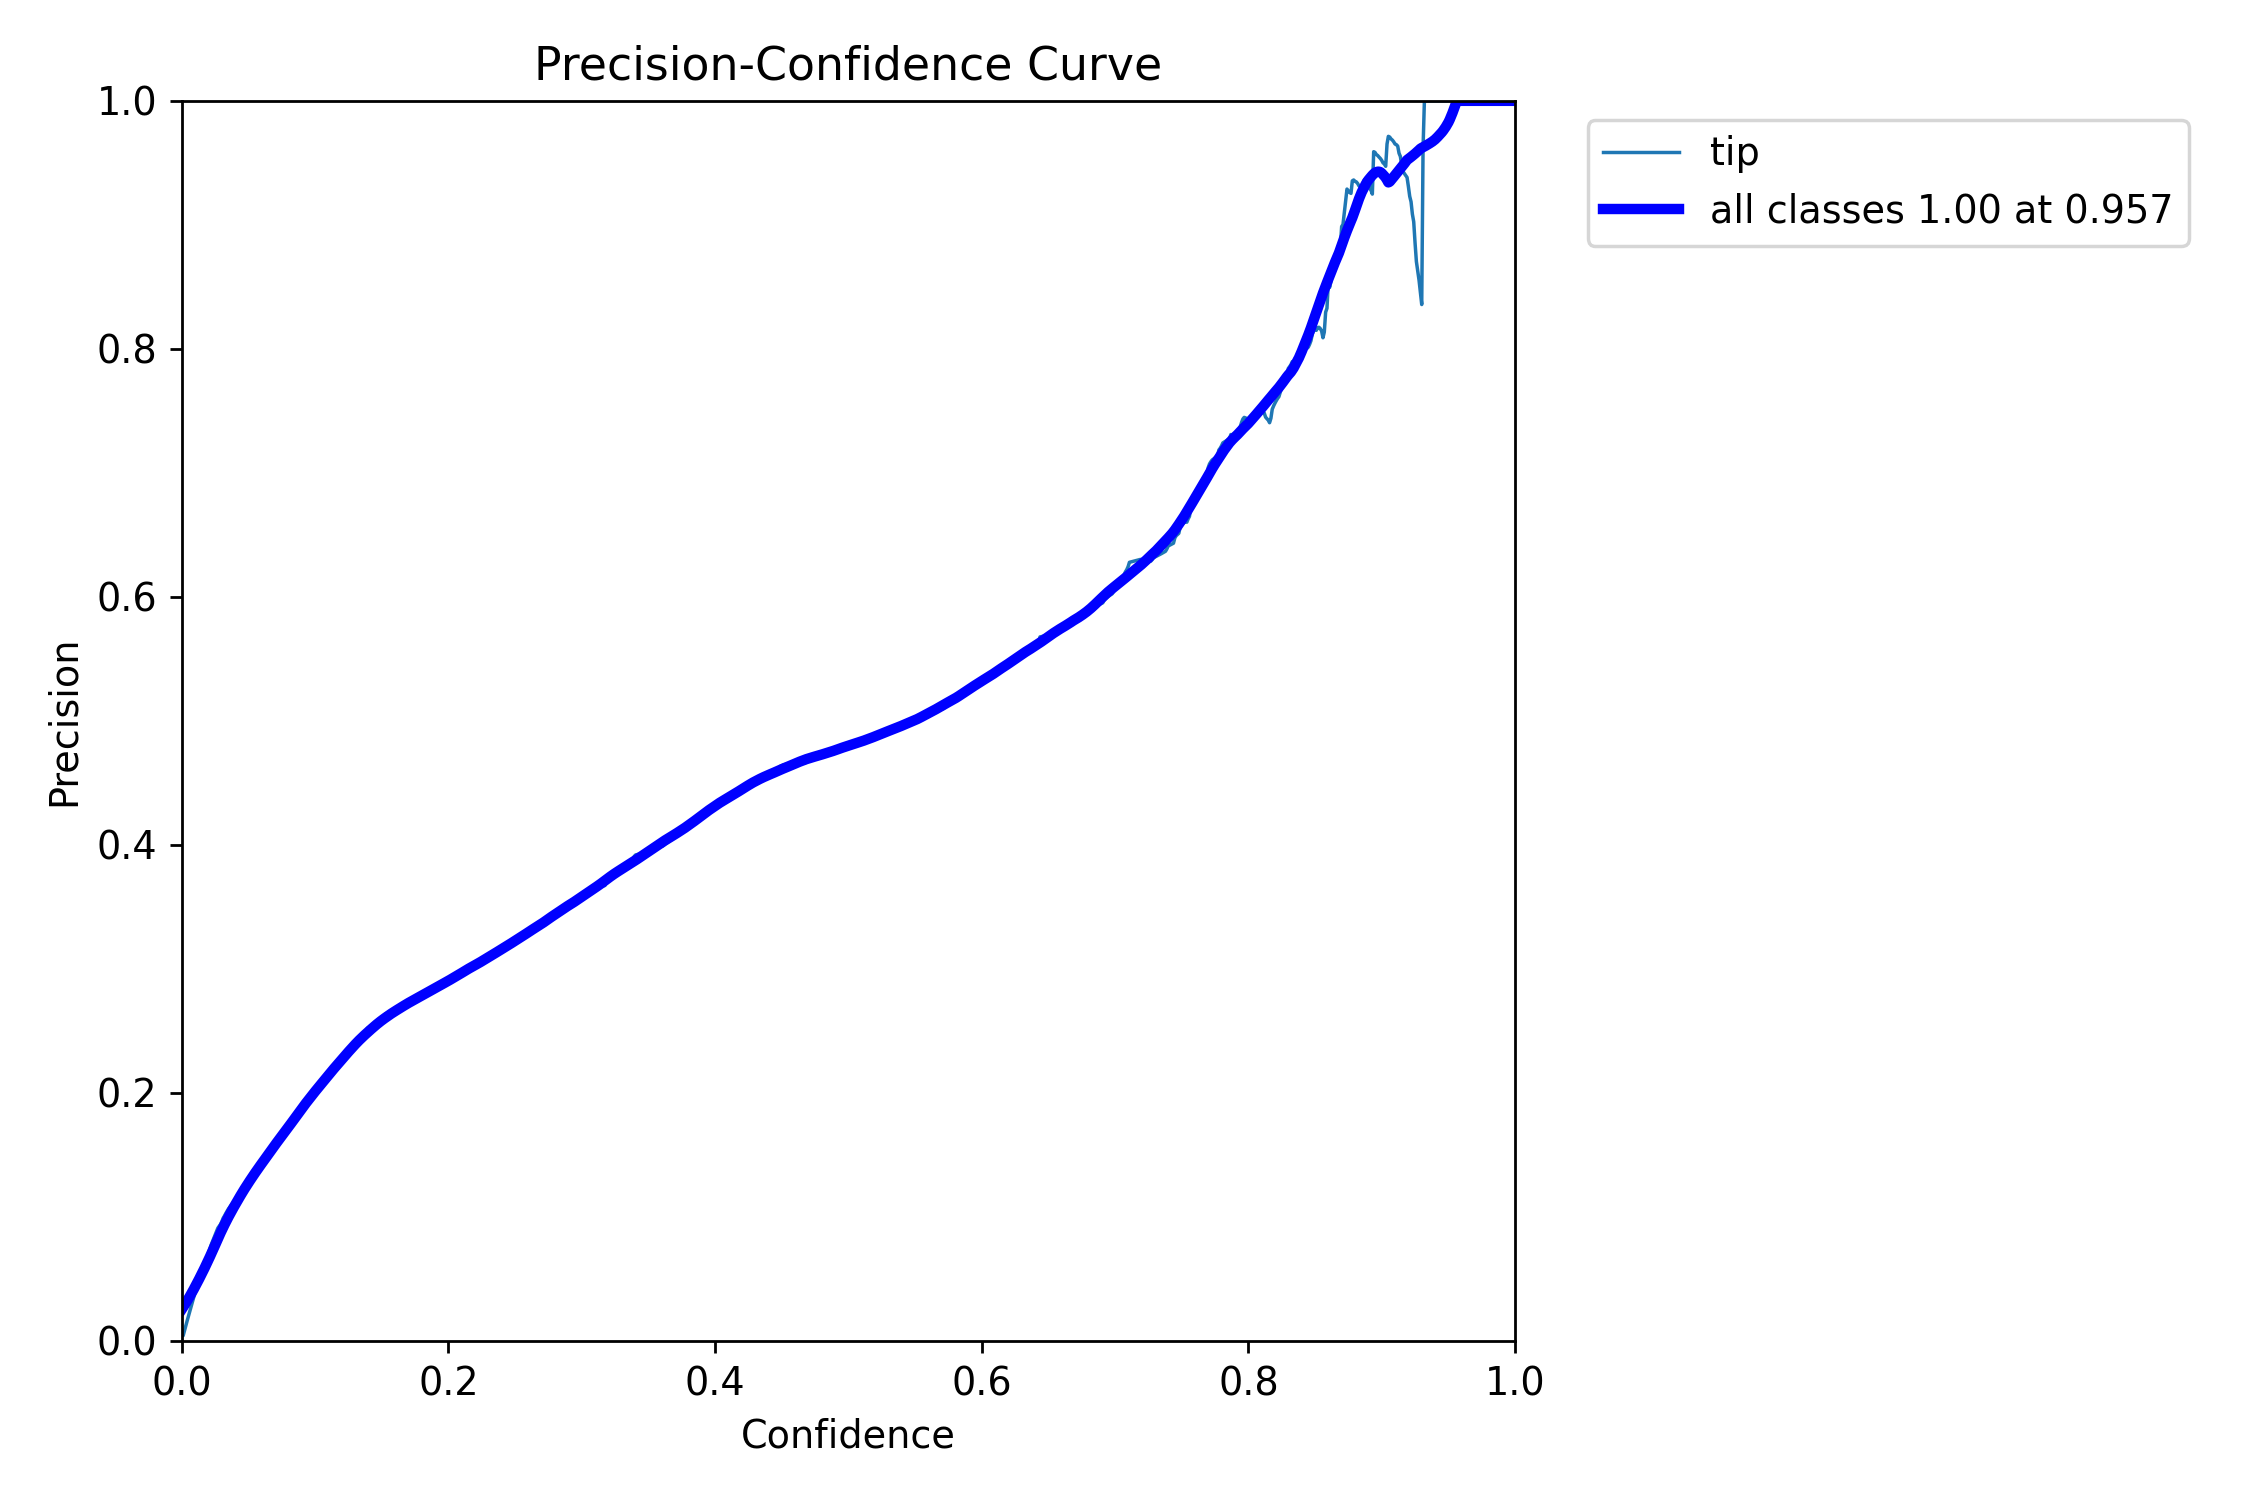 Precision-Confidence Curve
1.0
0.8
0.6
0.4
0.2
0.0
Precision
0.0 0.2 0.4 0.6 0.8 1.0
Confidence
tip
all classes 1.00 at 0.957